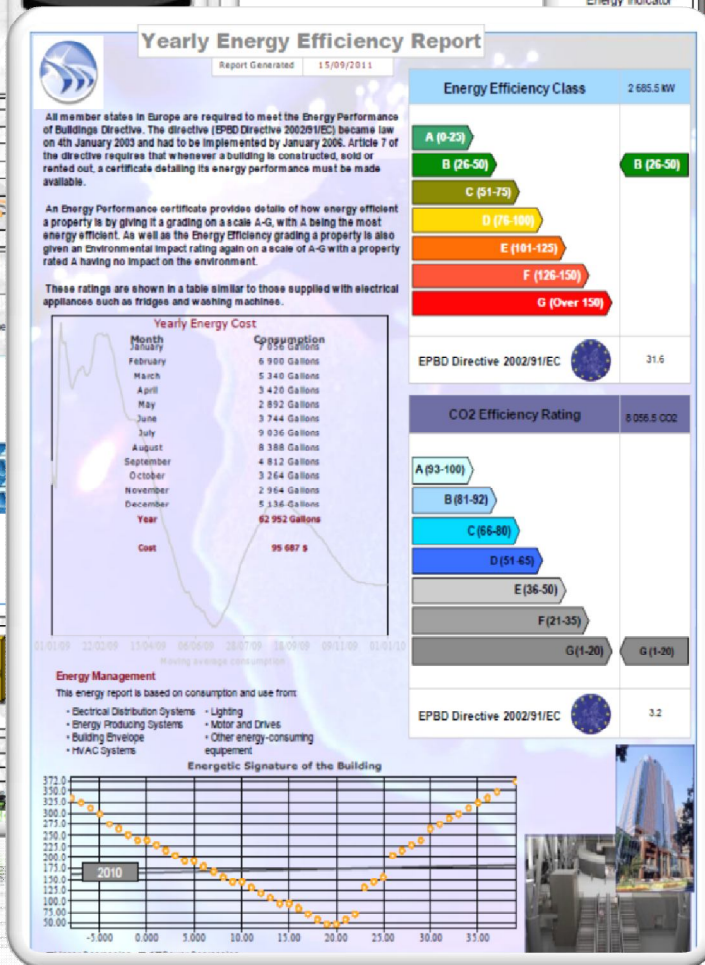 Energy Indicator
Yearly Energy Efficiency Report
Report Generated 15/09/2011
All member states in Europe are required to meet the Energy Performance
of Buildings Directive. The directive (EPBD Directive 2002/91/EC) became law
on 4th January 2003 and had to be implemented by January 2006. Article 7 of
the directive requires that whenever a building is constructed, sold or
rented out, a certificate detailing its energy performance must be made
available.
An Energy Performance certificate provides details of how energy efficient
a property is by giving it a grading on a scale A-G, with A being the most
energy efficient. As well as the Energy Efficiency grading a property is also
given an Environmental Impact rating again on a scale of A-G with a property
rated A having no impact on the environment.
These ratings are shown in a table similar to those supplied with electrical
appliances such as fridges and washing machines.
Yearly Energy Cost
Month Consumption
January 7 056 Gallons
February 6 900 Gallons
March 5 340 Gallons
April 3 420 Gallons
May 2 892 Gallons
June 3 744 Gallons
July 9 036 Gallons
August 8 388 Gallons
September 4 812 Gallons
October 3 264 Gallons
November 2 964 Gallons
December 5 136 Gallons
Year 62 952 Gallons
Cost 95 687 $
01/01/09 22/02/09 15/04/09 06/06/09 28/07/09 18/09/09 09/11/09 01/01/10
Moving average consumption
Energy Management
This energy report is based on consumption and use from:
• Electrical Distribution Systems • Lighting
• Energy Producing Systems • Motor and Drives
• Building Envelope • Other energy-consuming
• HVAC Systems equipement
Energetic Signature of the Building
372.0
350.0
325.0
300.0
275.0
250.0
225.0
200.0
175.0
150.0
125.0
100.0
75.00
50.00
2010
-5.000 0.000 5.000 10.00 15.00 20.00 25.00 30.00 35.00
Energy Efficiency Class 2 685.5 kW
A (0-25)
B (26-50) B (26-50)
C (51-75)
D (76-100)
E (101-125)
F (126-150)
G (Over 150)
EPBD Directive 2002/91/EC 31.6
CO2 Efficiency Rating 8 056.5 CO2
A (93-100)
B (81-92)
C (66-80)
D (51-65)
E (36-50)
F (21-35)
G (1-20) G (1-20)
EPBD Directive 2002/91/EC 3.2